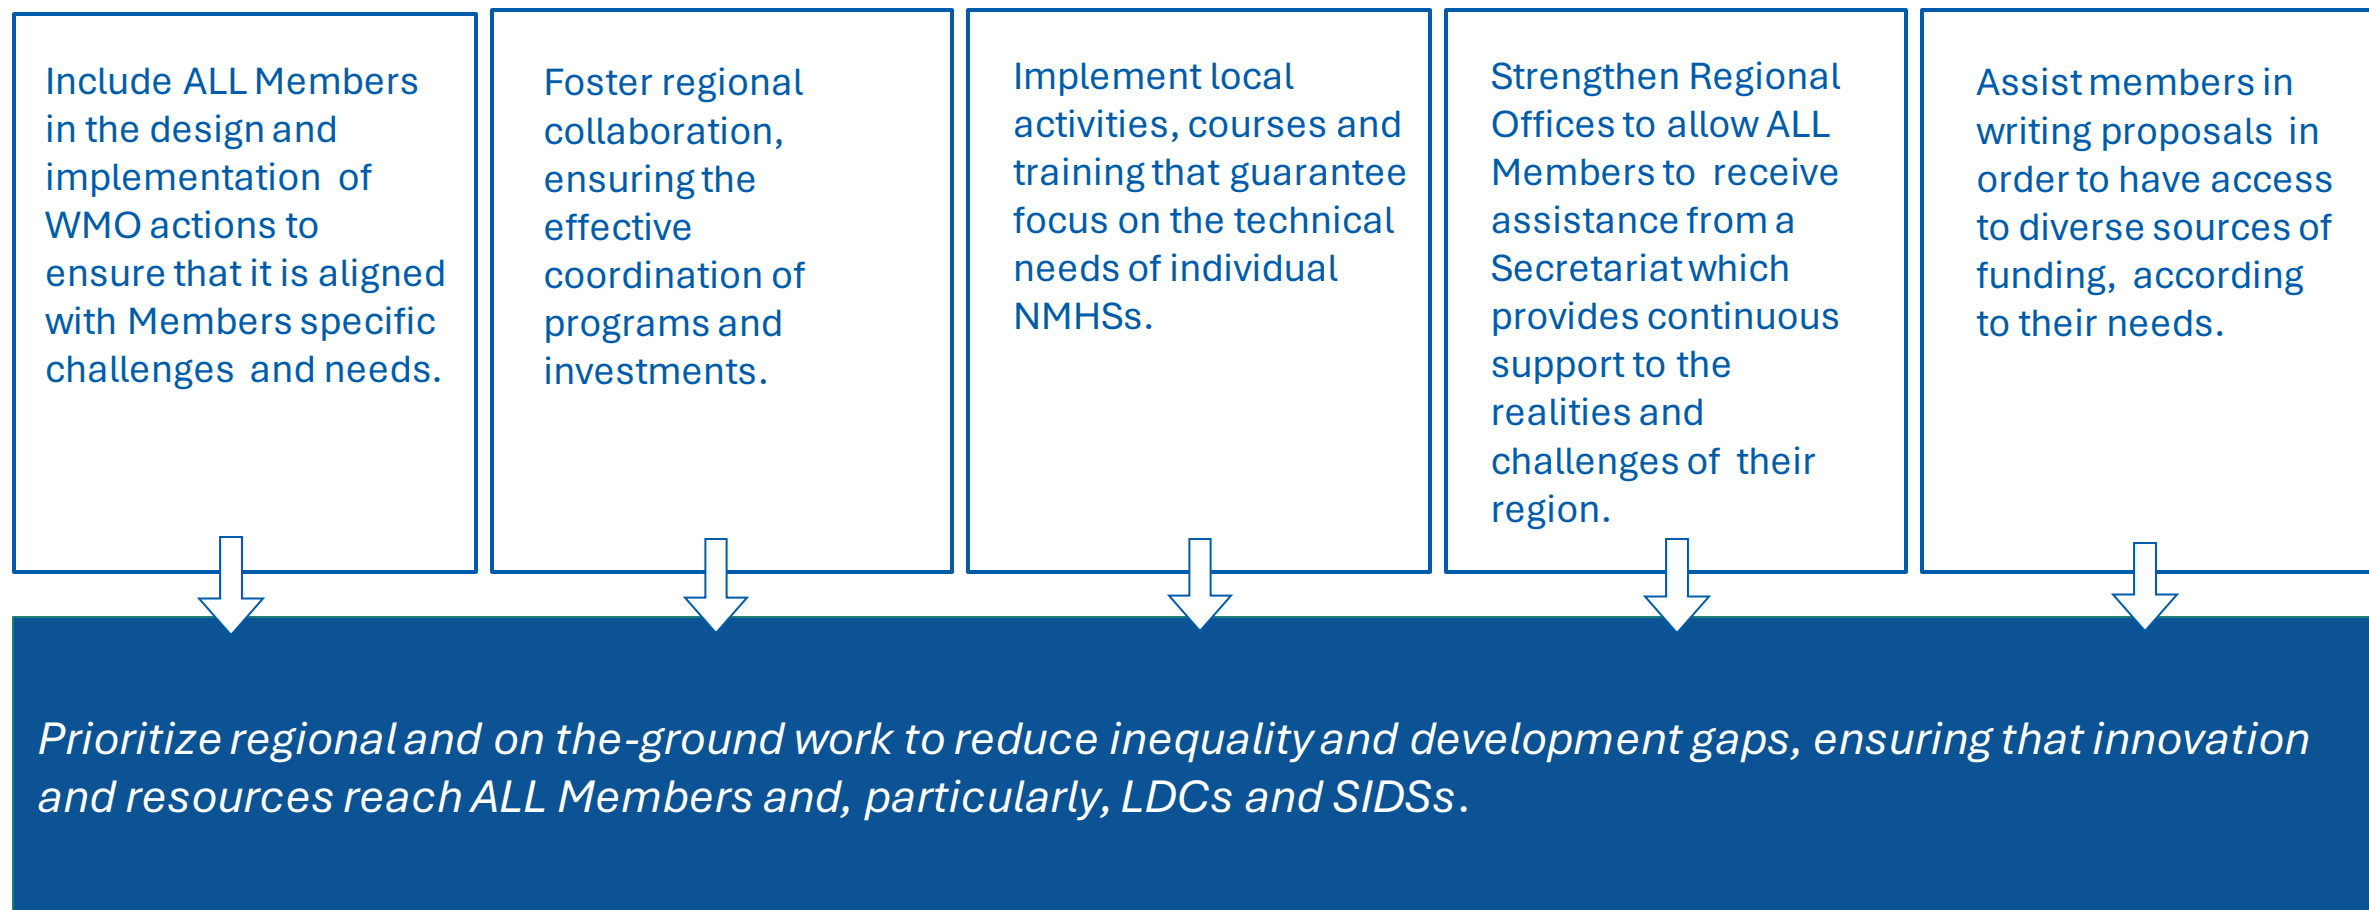 Include ALL Members
in the design and
implementation of
WMO actions to
ensure that it is aligned
with Members specific
challenges and needs.
Foster regional
collaboration,
ensuring the
effective
coordination of
programs and
investments.
Implement local
activities, courses and
training that guarantee
focus on the technical
needs of individual
NMHSs.
Strengthen Regional
Offices to allow ALL
Members to receive
assistance from a
Secretariat which
provides continuous
support to the
realities and
challenges of their
region.
Assist members in
writing proposals in
order to have access
to diverse sources of
funding, according
to their needs.
Prioritize regional and on the-ground work to reduce inequality and development gaps, ensuring that innovation
and resources reach ALL Members and, particularly, LDCs and SIDSs.